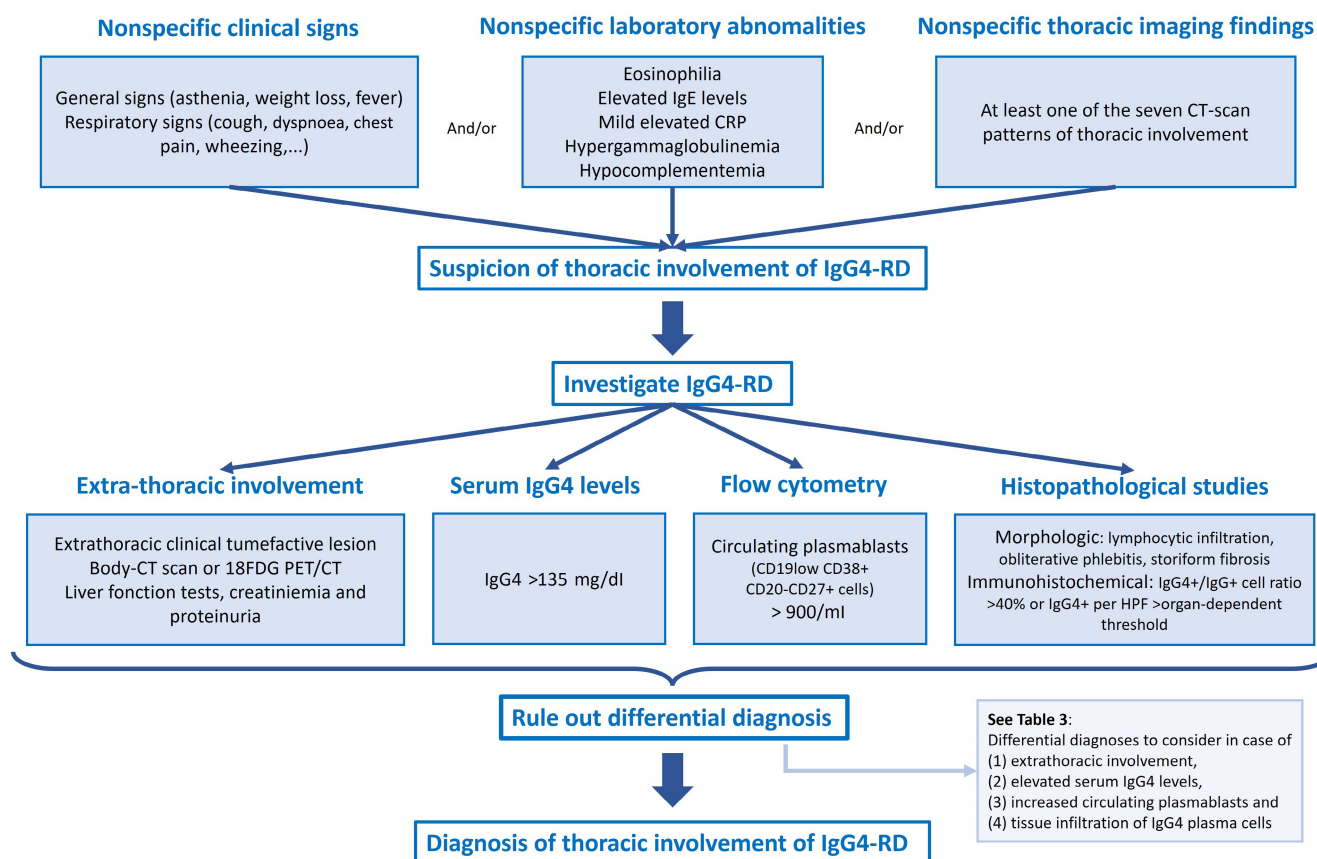 Nonspecific clinical signs
General signs (asthenia, weight loss, fever)
Respiratory signs (cough, dyspnoea, chest
pain, wheezing,...)
And/or
Nonspecific laboratory abnomalities
Eosinophilia
Elevated IgE levels
Mild elevated CRP
Hypergammaglobulinemia
Hypocomplementemia
And/or
Nonspecific thoracic imaging findings
At least one of the seven CT-scan
patterns of thoracic involvement
Suspicion of thoracic involvement of IgG4-RD
Investigate IgG4-RD
Extra-thoracic involvement
Extrathoracic clinical tumefactive lesion
Body-CT scan or 18FDG PET/CT
Liver fonction tests, creatiniemia and
proteinuria
Serum IgG4 levels
IgG4 >135 mg/dl
Flow cytometry
Circulating plasmablasts
(CD19low CD38+
CD20-CD27+ cells)
> 900/ml
Histopathological studies
Morphologic: lymphocytic infiltration,
obliterative phlebitis, storiform fibrosis
Immunohistochemical: IgG4+/IgG+ cell ratio
>40% or IgG4+ per HPF >organ-dependent
threshold
Rule out differential diagnosis
See Table 3:
Differential diagnoses to consider in case of
(1) extrathoracic involvement,
(2) elevated serum IgG4 levels,
(3) increased circulating plasmablasts and
(4) tissue infiltration of IgG4 plasma cells
Diagnosis of thoracic involvement of IgG4-RD